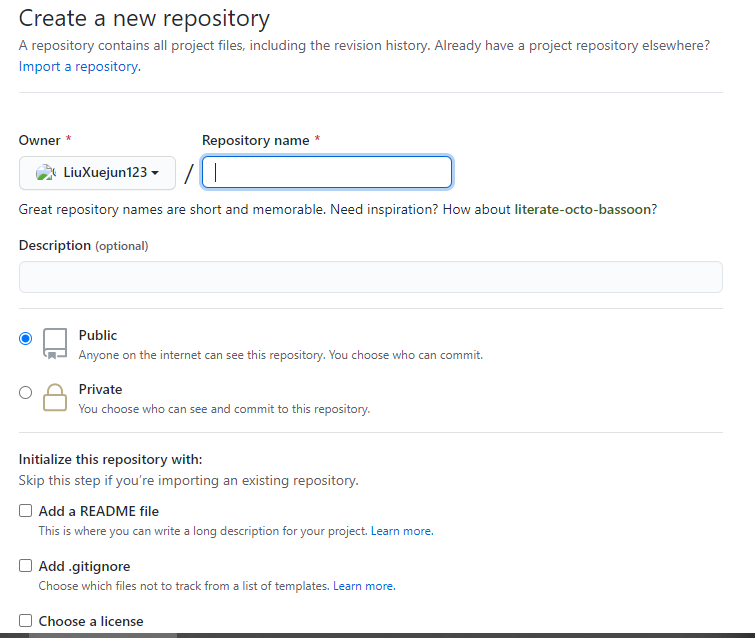 Create a new repository
A repository contains all project files, including the revision history. Already have a project repository elsewhere?
Import a repository.
Owner *
Repository name *
LiuXuejun123
/
Great repository names are short and memorable. Need inspiration? How about literate-octo-bassoon?
Description (optional)
Public
Anyone on the internet can see this repository. You choose who can commit.
Private
You choose who can see and commit to this repository.
Initialize this repository with:
Skip this step if you’re importing an existing repository.
Add a README file
This is where you can write a long description for your project. Learn more.
Add .gitignore
Choose which files not to track from a list of templates. Learn more.
Choose a license